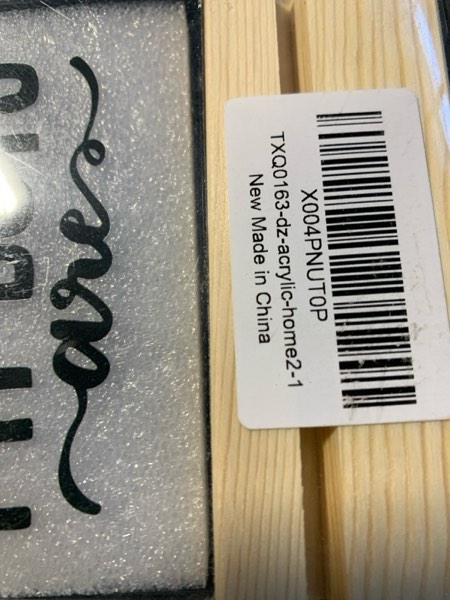 are
X004PNUT0P
TXQ0163-dz-acrylic-home2-1
New Made in China